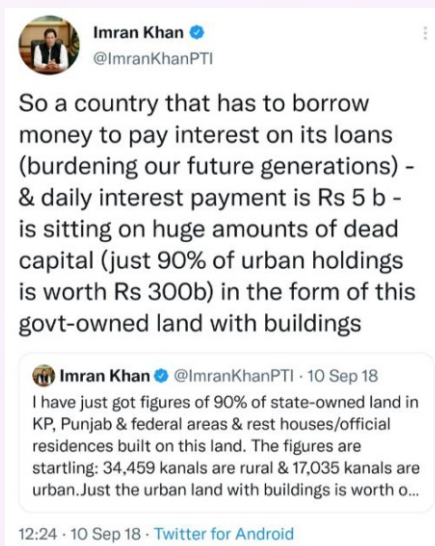 Imran Khan
@ImranKhanPTI
So a country that has to borrow
money to pay interest on its loans
(burdening our future generations) -
& daily interest payment is Rs 5 b -
is sitting on huge amounts of dead
capital (just 90% of urban holdings
is worth Rs 300b) in the form of this
govt-owned land with buildings
Imran Khan @ImranKhanPTI · 10 Sep 18
I have just got figures of 90% of state-owned land in
KP, Punjab & federal areas & rest houses/official
residences built on this land. The figures are
startling: 34,459 kanals are rural & 17,035 kanals are
urban.Just the urban land with buildings is worth o...
12:24 · 10 Sep 18 · Twitter for Android